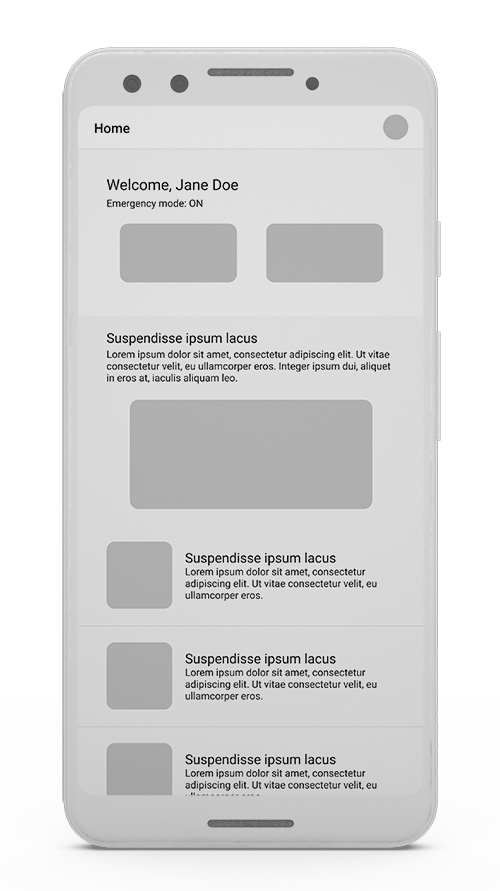 Home
Welcome, Jane Doe
Emergency mode: ON
Suspendisse ipsum lacus
Lorem ipsum dolor sit amet, consectetur adipiscing elit. Ut vitae
consectetur velit, eu ullamcorper eros. Integer ipsum dui, aliquet
in eros at, iaculis aliquam leo.
Suspendisse ipsum lacus
Lorem ipsum dolor sit amet, consectetur
adipiscing elit. Ut vitae consectetur velit, eu
ullamcorper eros.
Suspendisse ipsum lacus
Lorem ipsum dolor sit amet, consectetur
adipiscing elit. Ut vitae consectetur velit, eu
ullamcorper eros.
Suspendisse ipsum lacus
Lorem ipsum dolor sit amet, consectetur
adipiscing elit. Ut vitae consectetur velit, eu